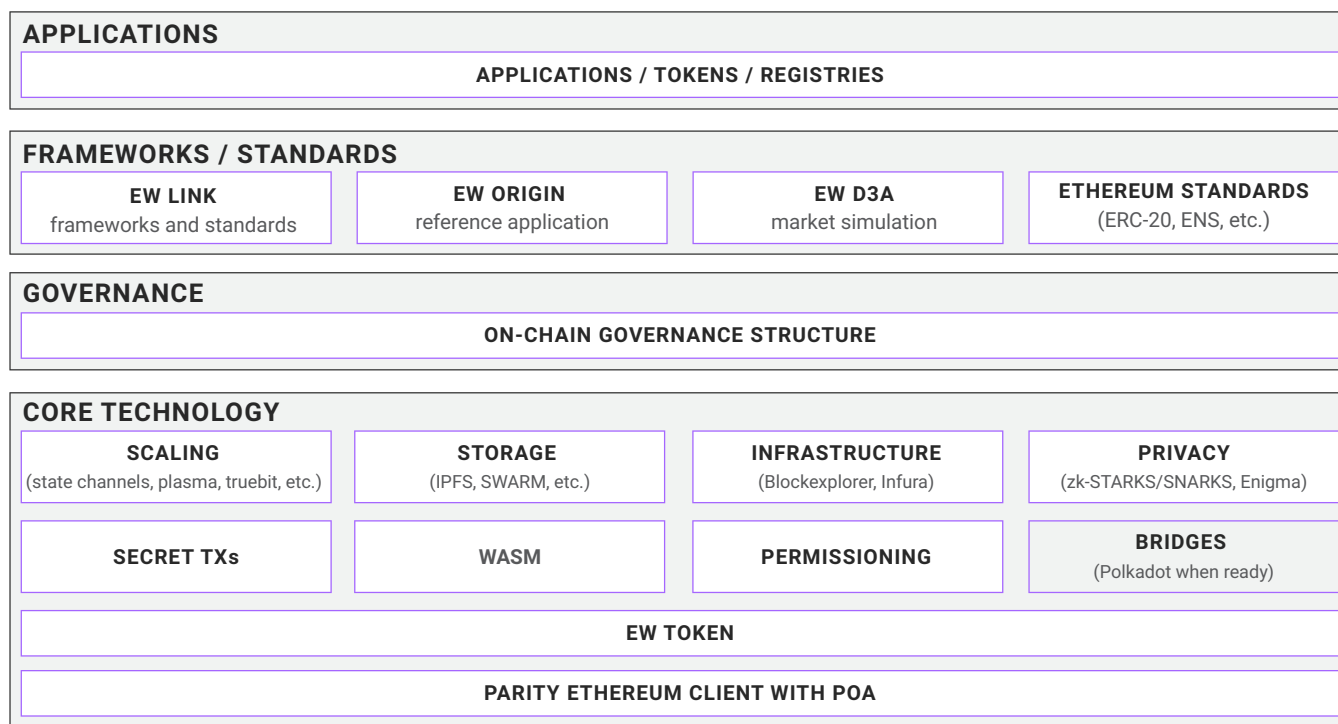 APPLICATIONS
APPLICATIONS / TOKENS / REGISTRIES
FRAMEWORKS / STANDARDS
EW LINK
frameworks and standards
EW ORIGIN
reference application
EW D3A
market simulation
ETHEREUM STANDARDS
(ERC-20, ENS, etc.)
GOVERNANCE
ON-CHAIN GOVERNANCE STRUCTURE
CORE TECHNOLOGY
SCALING
(state channels, plasma, truebit, etc.)
STORAGE
(IPFS, SWARM, etc.)
INFRASTRUCTURE
(Blockexplorer, Infura)
PRIVACY
(zk-STARKS/SNARKS, Enigma)
SECRET TXs
WASM
PERMISSIONING
BRIDGES
(Polkadot when ready)
EW TOKEN
PARITY ETHEREUM CLIENT WITH POA